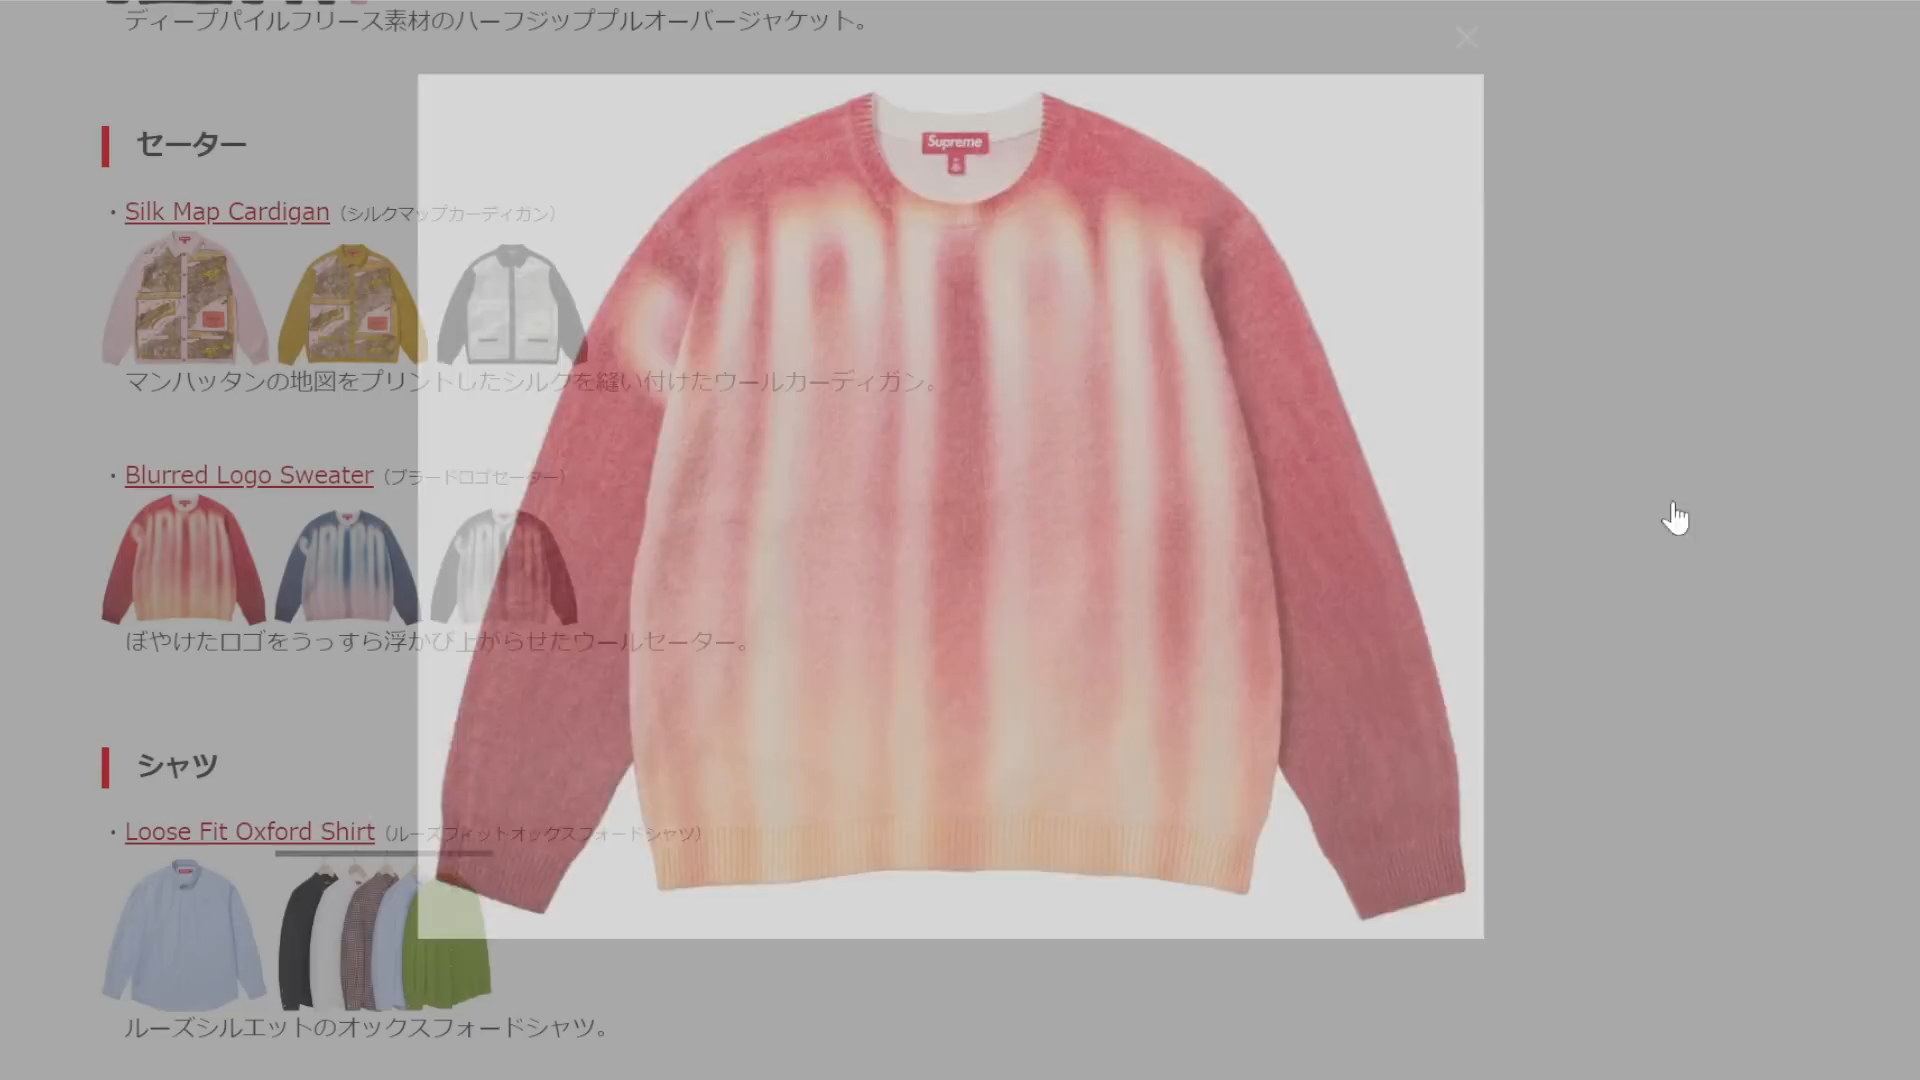 ディープパイルフリース素材のハーフジッププルオーバージャケット。
Supreme
セーター
・Silk Map Cardigan（シルクマップカーディガン）
マンハッタンの地図をプリントしたシルクを縫い付けたウールカーディガン。
・Blurred Logo Sweater（ブラードロゴセーター）
ぼやけたロゴをうっすら浮かび上がらせたウールセーター。
シャツ
・Loose Fit Oxford Shirt（ルーズフィットオックスフォードシャツ）
ルーズシルエットのオックスフォードシャツ。